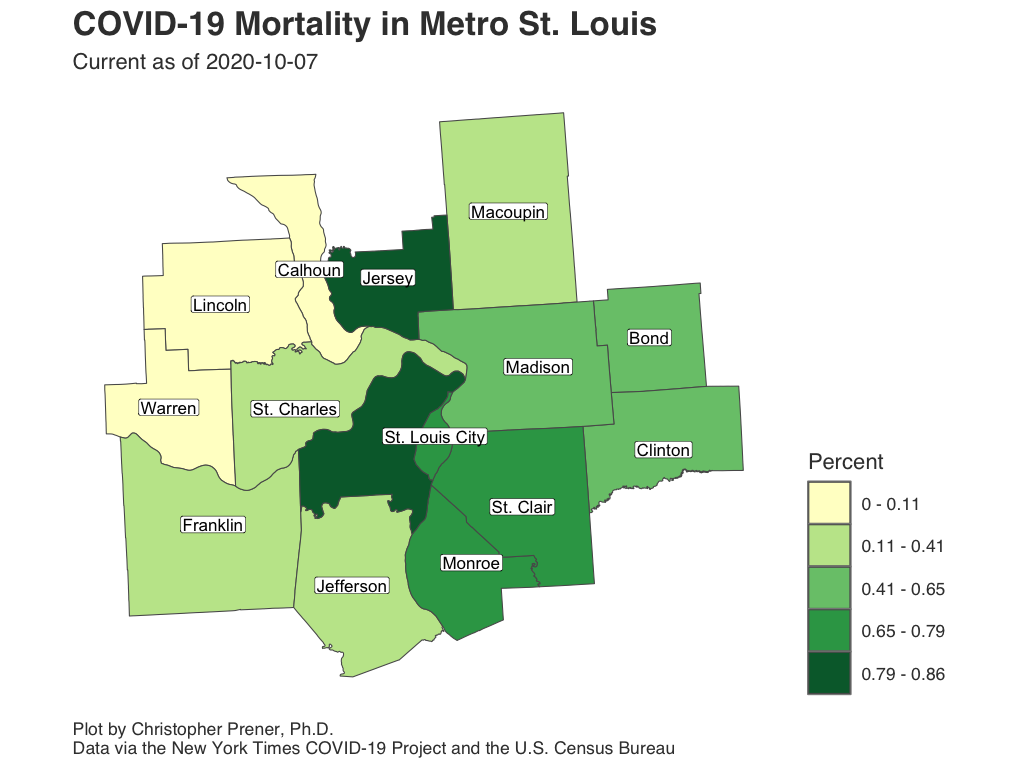 COVID-19 Mortality in Metro St. Louis
Current as of 2020-10-07
Macoupin
Calhoun
Jersey
Lincoln
Bond
Madison
Warren
St. Charles
St. Louis City
Clinton
St. Clair
Franklin
Monroe
Jefferson
Percent
0 - 0.11
0.11 - 0.41
0.41 - 0.65
0.65 - 0.79
0.79 - 0.86
Plot by Christopher Prener, Ph.D.
Data via the New York Times COVID-19 Project and the U.S. Census Bureau